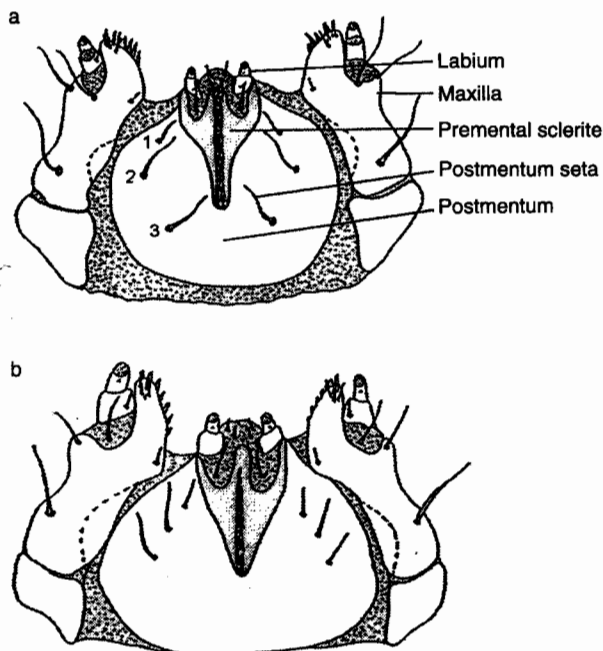 a
Labium
Maxilla
Premental sclerite
Postmentum seta
Postmentum
1
2
3
b